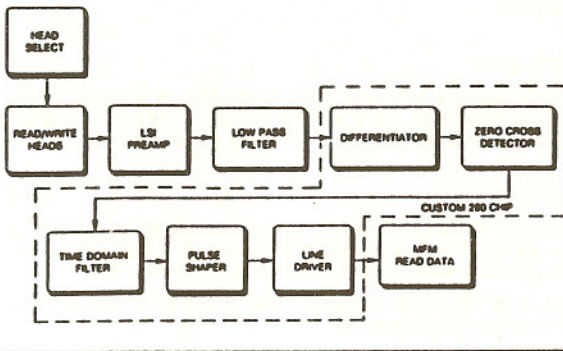 HEAD
SELECT
READ/WRITE
HEADS
LSI
PREAMP
LOW PASS
FILTER
DIFFERENTIATOR
ZERO CROSS
DETECTOR
CUSTOM 280 CHIP
TIME DOMAIN
FILTER
PULSE
SHAPER
LINE
DRIVER
MFM
READ DATA